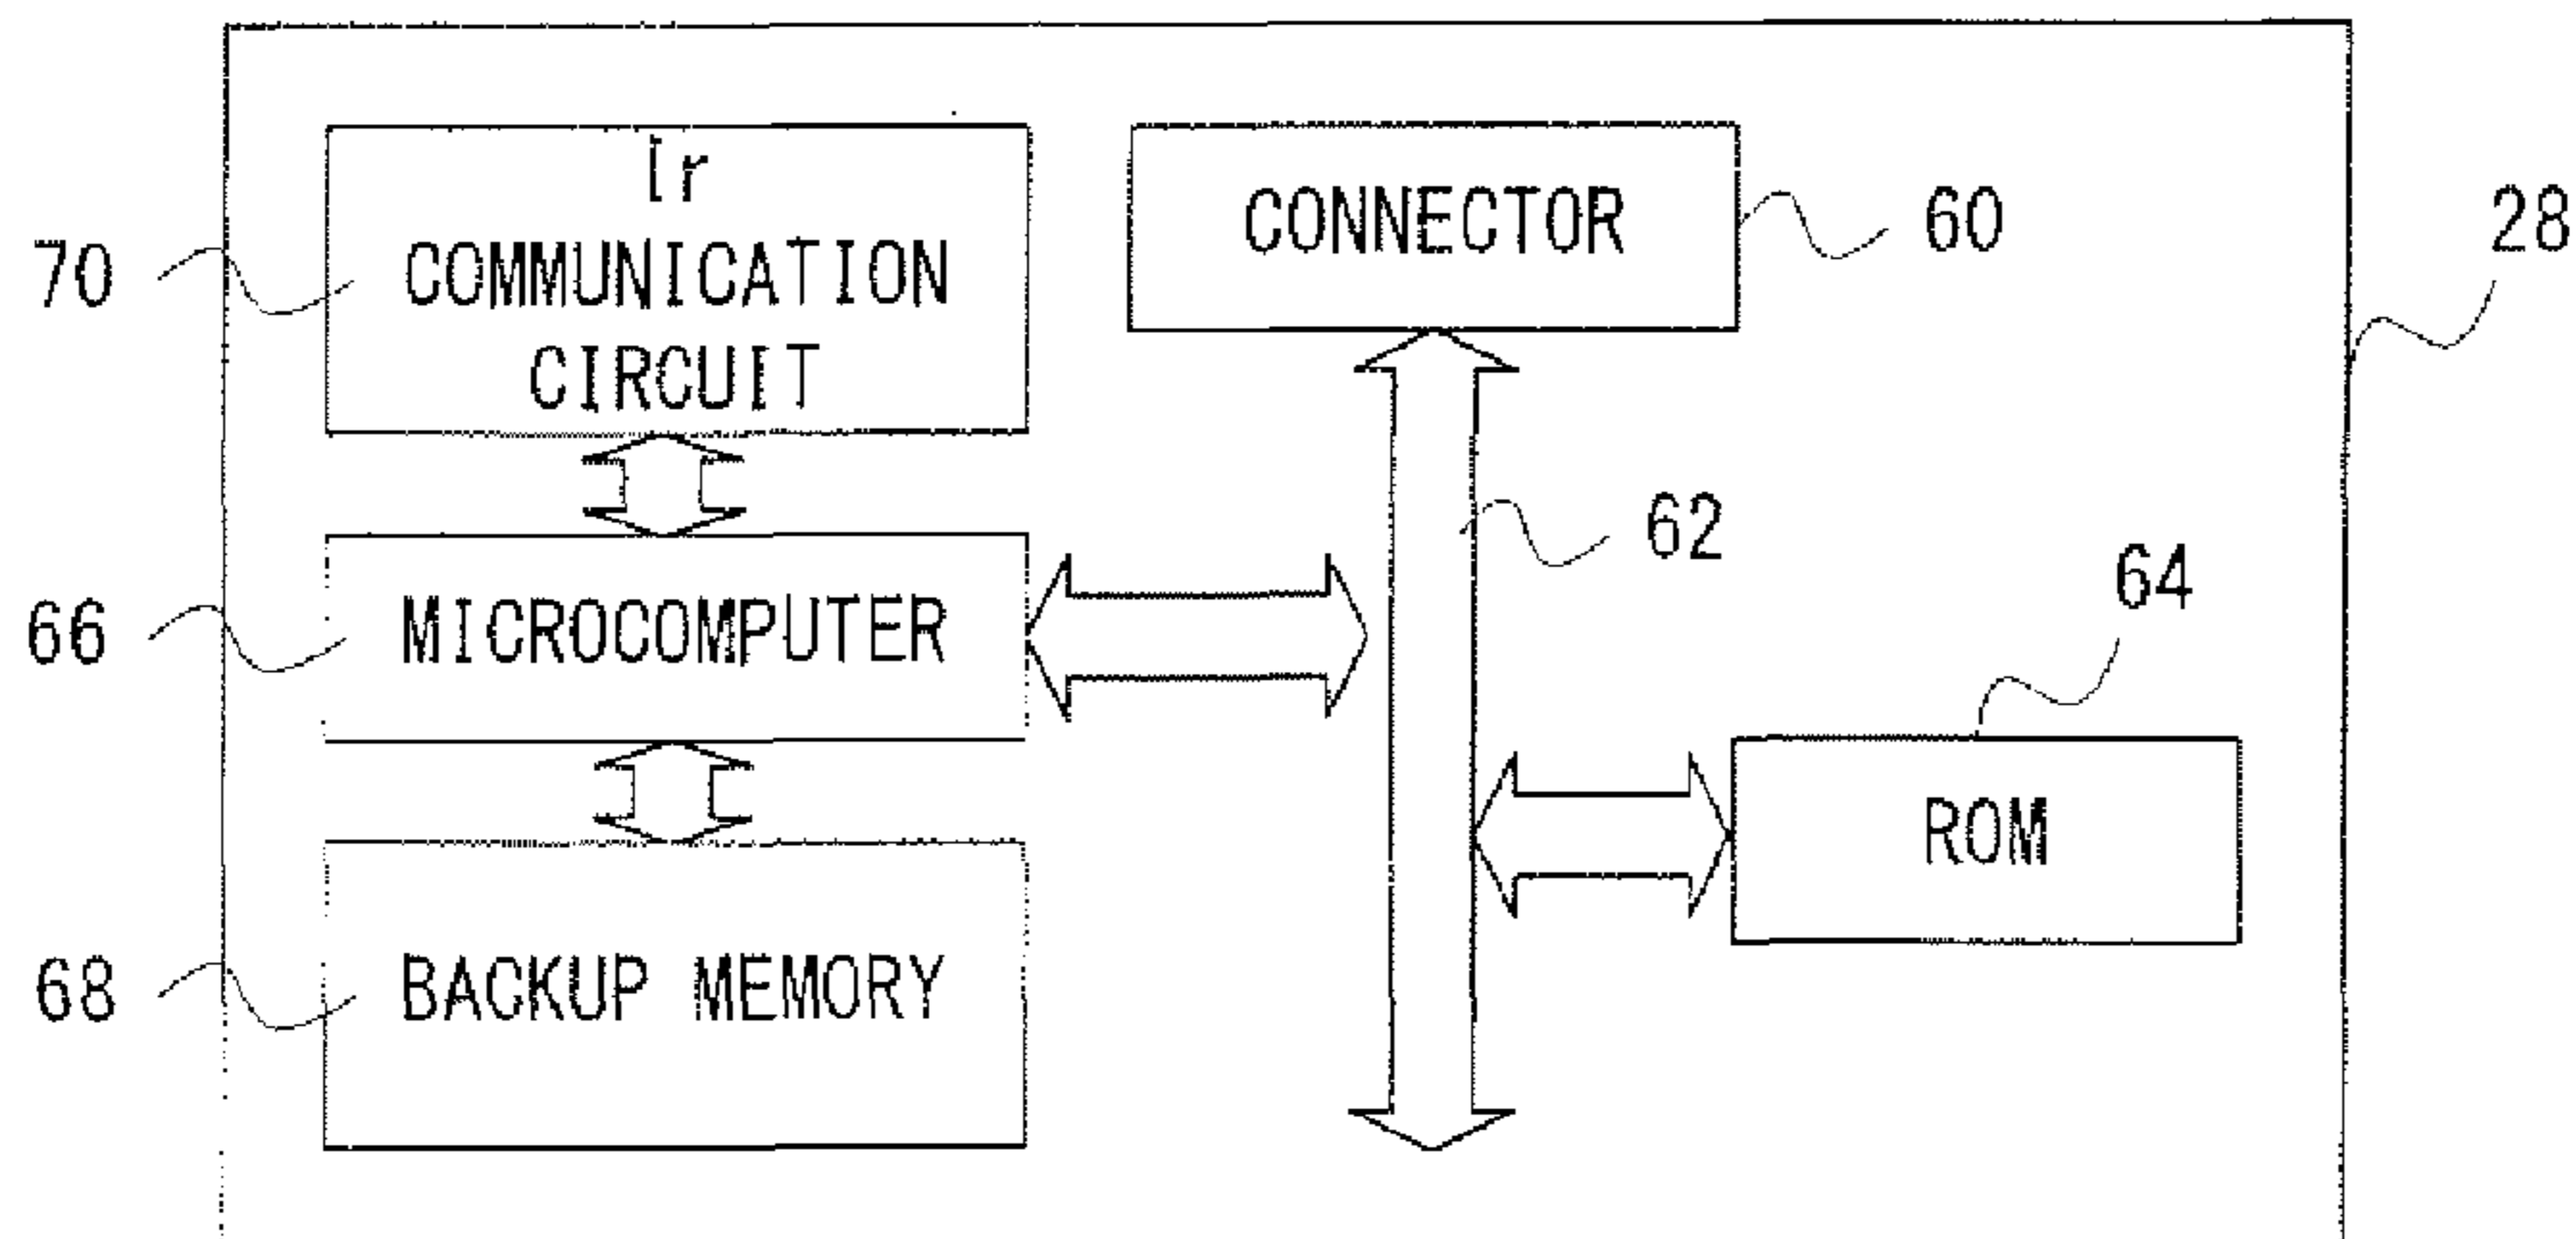 Ir
COMMUNICATION
CIRCUIT
70
CONNECTOR
60
28
62
64
66
MICROCOMPUTER
ROM
68
BACKUP MEMORY